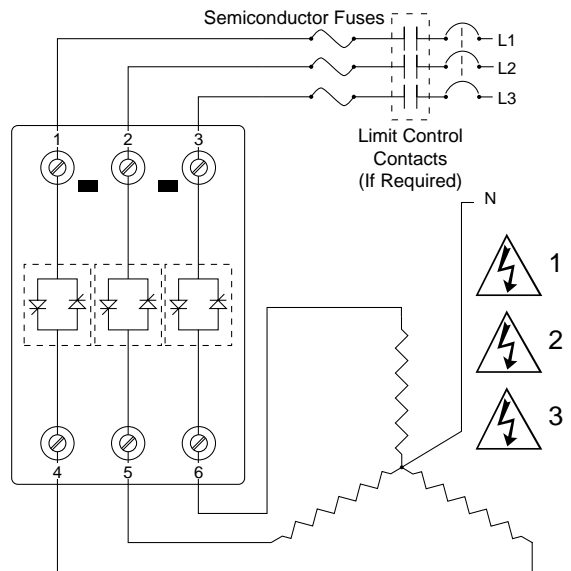 Semiconductor Fuses
L1
L2
L3
1 2 3
Limit Control
Contacts
(If Required)
N
1
2
3
4 5 6